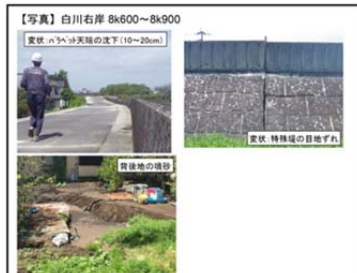 【写真】 白川右岸 8k600～8k900
変状：パラペット天端の沈下(10～20cm)
変状：特殊堤の目地ずれ
背後地の噴砂